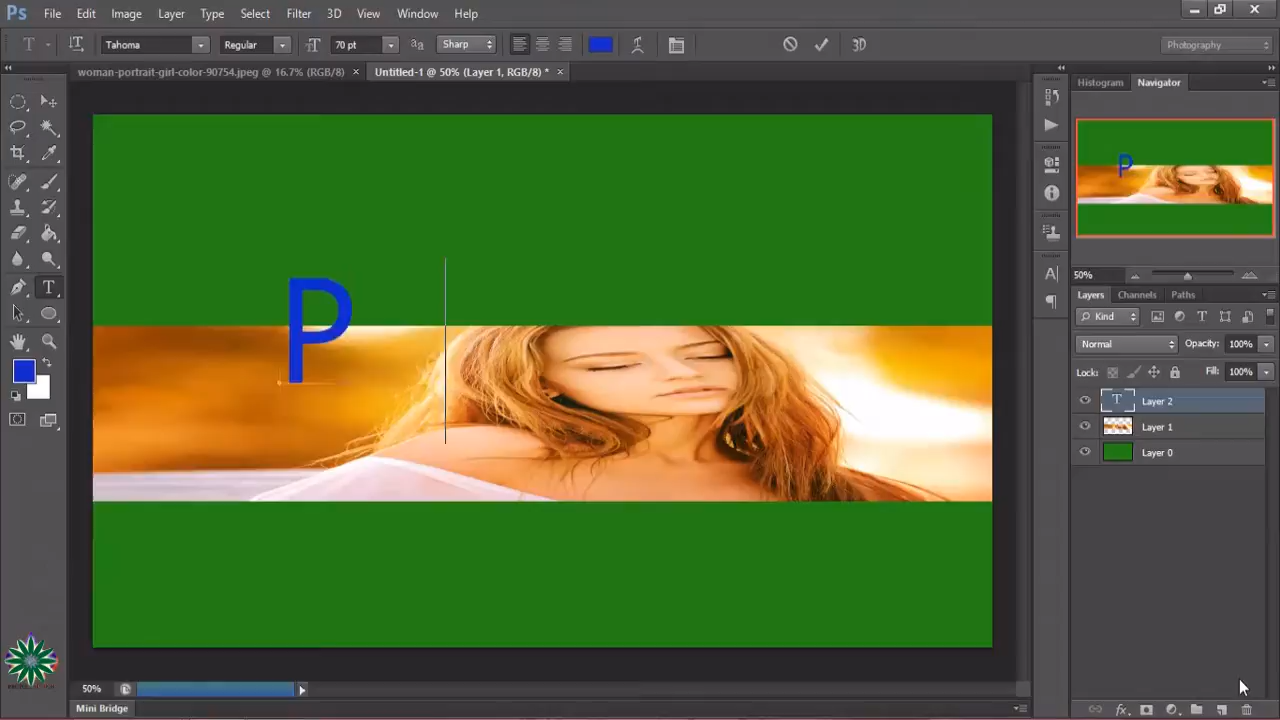 Ps File Edit Image Layer Type Select Filter 3D View Window Help
T Tahoma Regular 70 pt aa Sharp 3D Photography
woman-portrait-girl-color-90754.jpeg @ 16.7% (RGB/8) × Untitled-1 @ 50% (Layer 1, RGB/8) * ×
Histogram Navigator
P
50%
Layers Channels Paths
Kind T
Normal Opacity: 100%
Lock: Fill: 100%
T Layer 2
Layer 1
Layer 0
P
T
A
50%
fx
Mini Bridge